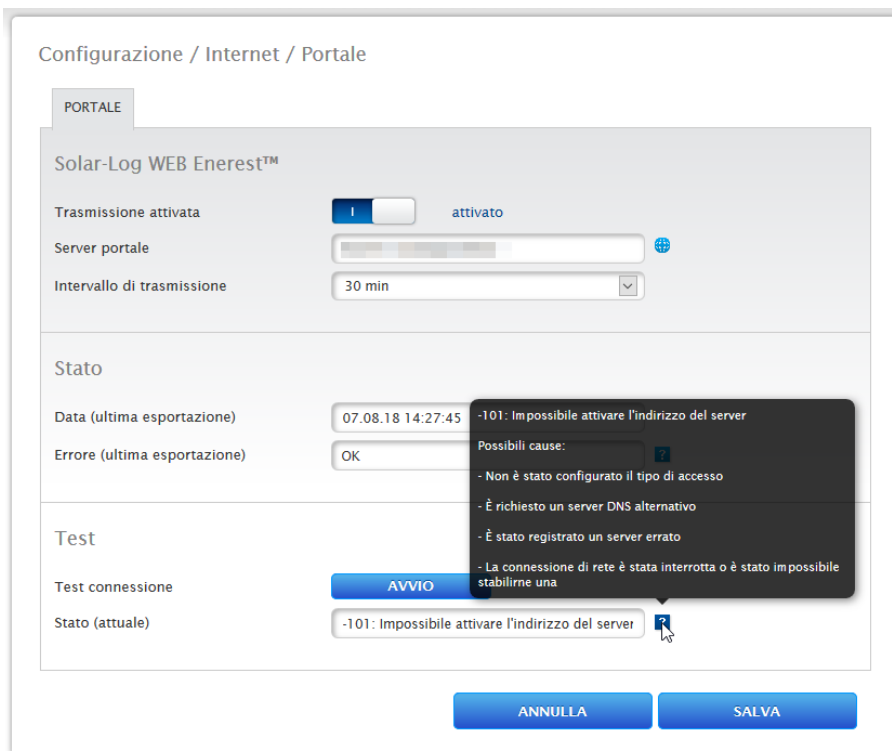 Configurazione / Internet / Portale
PORTALE
Solar-Log WEB Enerest™
Trasmissione attivata
I
attivato
Server portale
Intervallo di trasmissione
30 min
Stato
Data (ultima esportazione)
07.08.18 14:27:45
Errore (ultima esportazione)
OK
?
-101: Impossibile attivare l'indirizzo del server
Possibili cause:
- Non è stato configurato il tipo di accesso
- È richiesto un server DNS alternativo
- È stato registrato un server errato
- La connessione di rete è stata interrotta o è stato impossibile
stabilirne una
Test
Test connessione
AVVIO
Stato (attuale)
-101: Impossibile attivare l'indirizzo del server
?
ANNULLA
SALVA